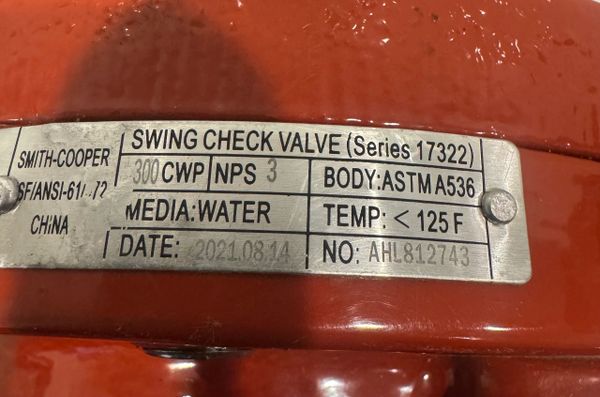 SWING CHECK VALVE (Series 17322)
SMITH-COOPER
300 CWP NPS 3 BODY:ASTM A536
CHINA MEDIA:WATER TEMP: < 125 F
DATE: 2021.08.14 NO: AHL812743